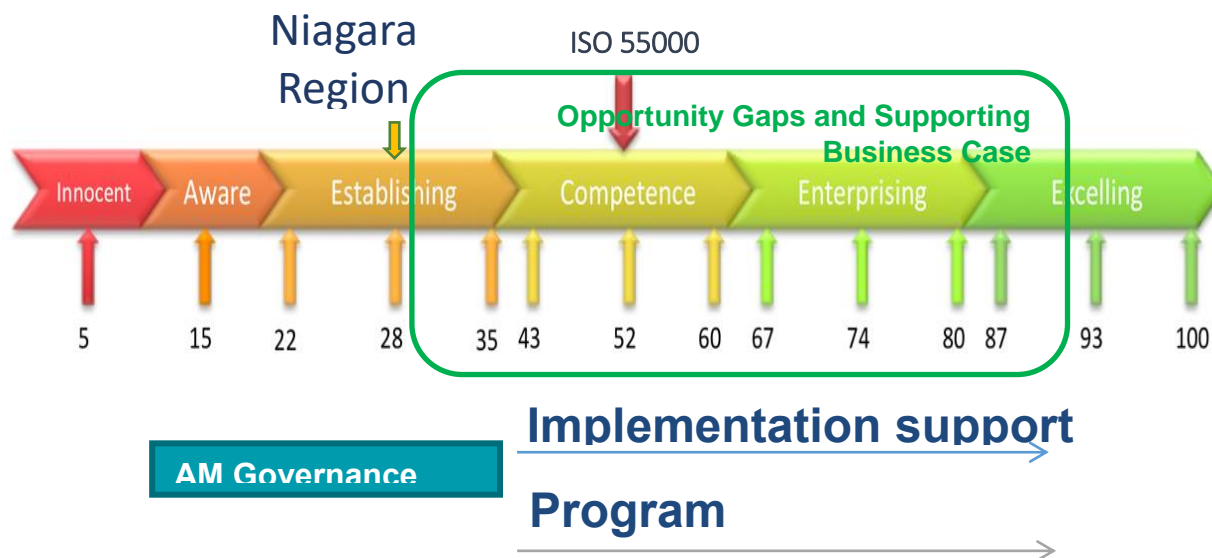 Niagara
Region
ISO 55000
Opportunity Gaps and Supporting
Business Case
Innocent Aware Establishing Competence Enterprising Excelling
5 15 22 28 35 43 52 60 67 74 80 87 93 100
Implementation support
AM Governance
Program